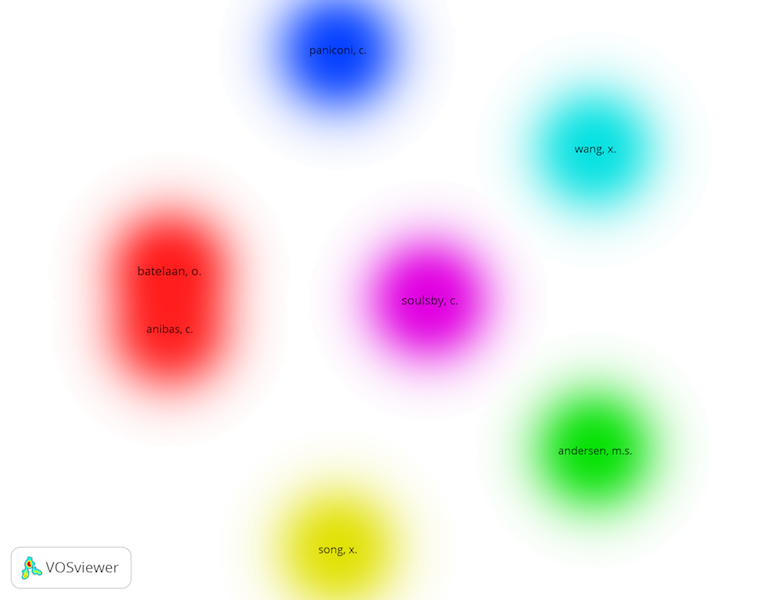 paniconi, c.
wang, x.
batelaan, o.
soulsby, c.
anibas, c.
andersen, m.s.
song, x.
VOSviewer